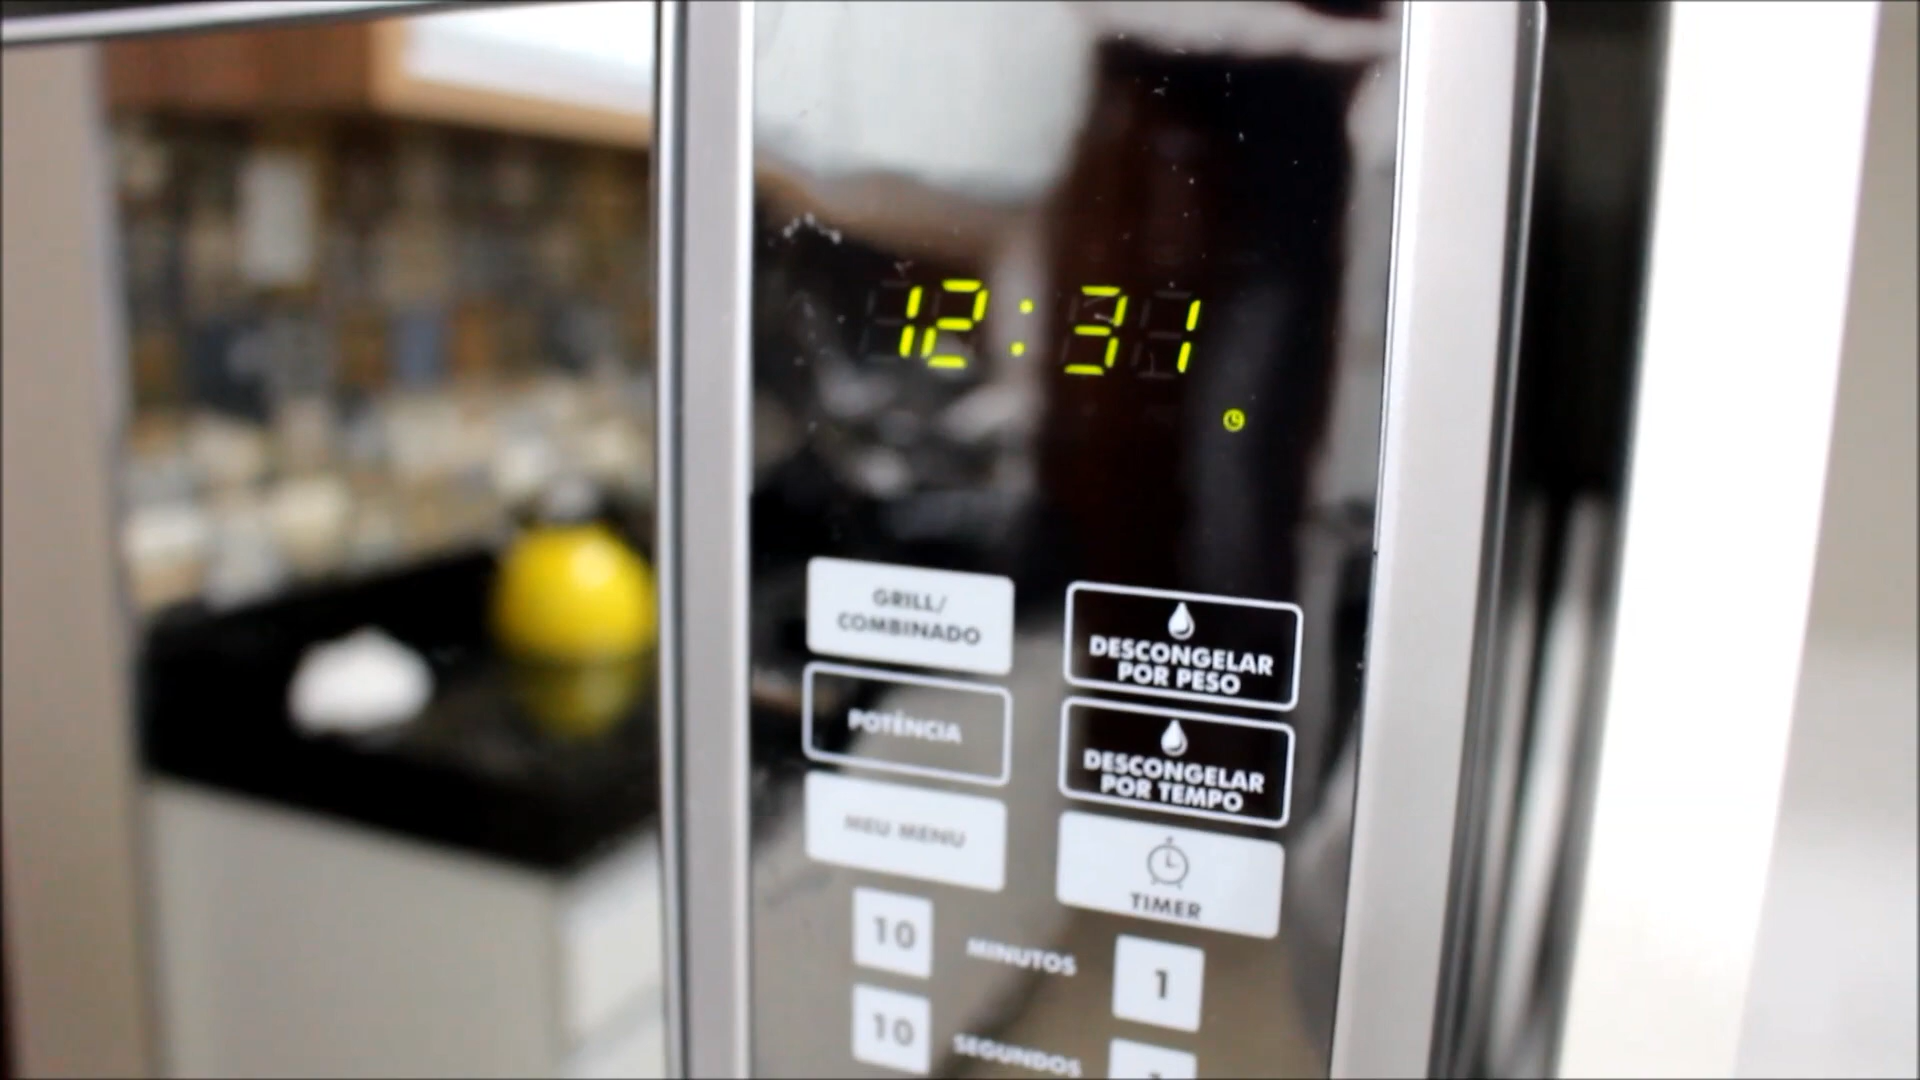 12:31
GRILL/
COMBINADO
DESCONGELAR
POR PESO
POTÊNCIA
DESCONGELAR
POR TEMPO
MEU MENU
TIMER
10 MINUTOS 1
10 SEGUNDOS